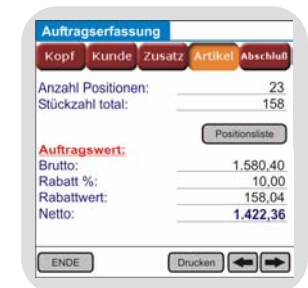 Auftragserfassung
Kopf Kunde Zusatz Artikel Abschluß
Anzahl Positionen: 23
Stückzahl total: 158
Positionsliste
Auftragswert:
Brutto: 1.580,40
Rabatt %: 10,00
Rabattwert: 158,04
Netto: 1.422,36
ENDE Drucken